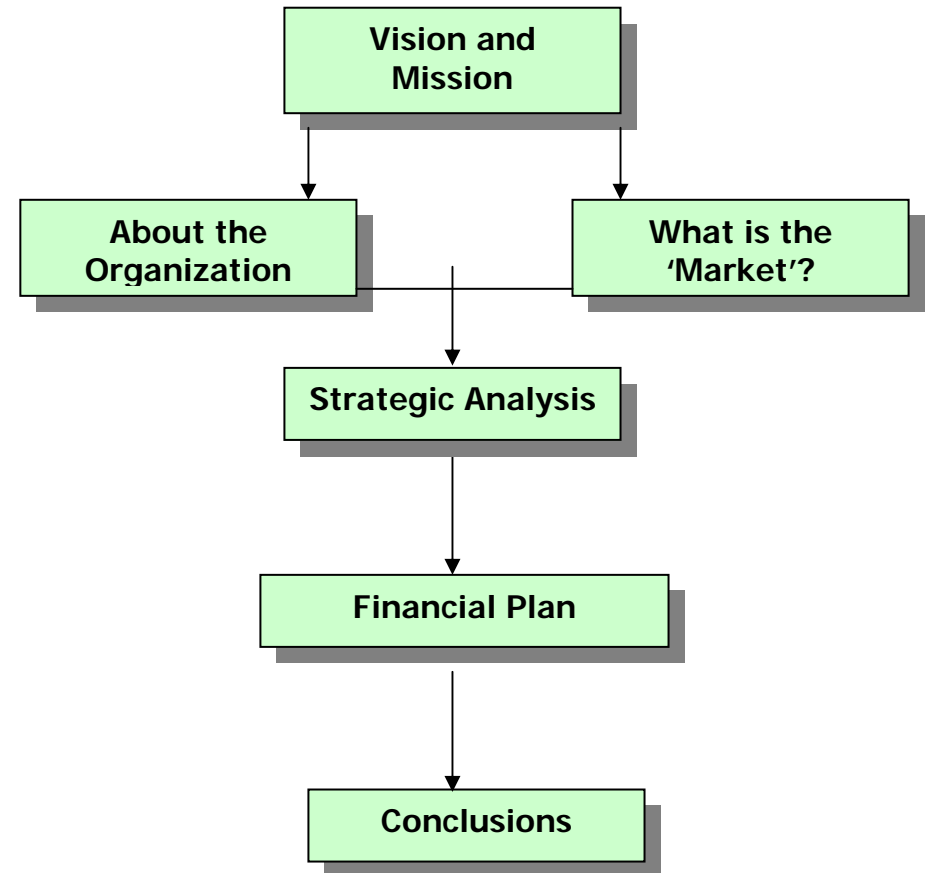 Vision and
Mission
About the
Organization
What is the
‘Market’?
Strategic Analysis
Financial Plan
Conclusions